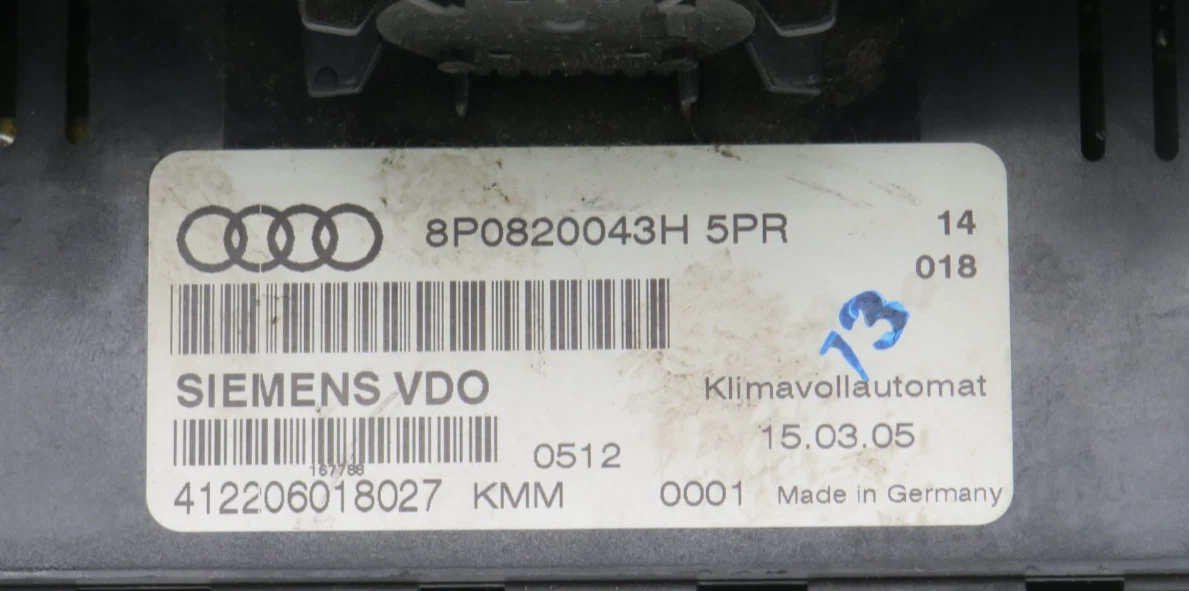 8P0820043H 5PR 14
018
13
SIEMENS VDO
Klimavollautomat
15.03.05
0512
167788
412206018027 KMM 0001 Made in Germany